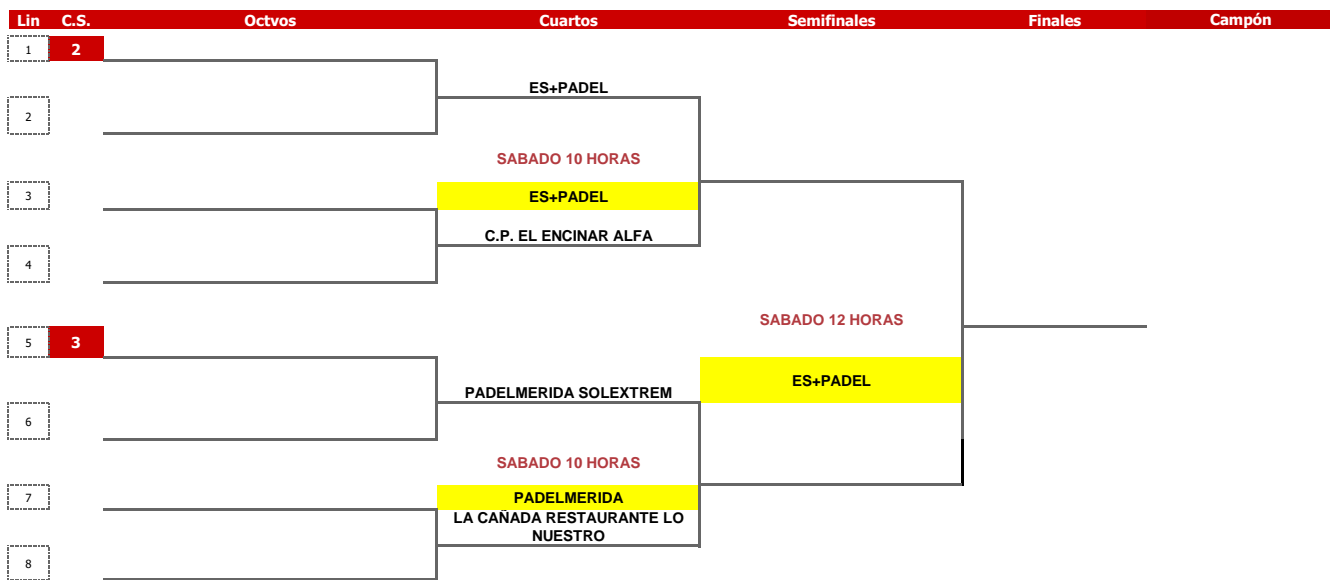 Lin C.S. Octvos Cuartos Semifinales Finales Campón
1 2
ES+PADEL
2
SABADO 10 HORAS
3 ES+PADEL
C.P. EL ENCINAR ALFA
4
SABADO 12 HORAS
5 3
ES+PADEL
PADELMERIDA SOLEXTREM
6
SABADO 10 HORAS
7 PADELMERIDA
LA CAÑADA RESTAURANTE LO
NUESTRO
8